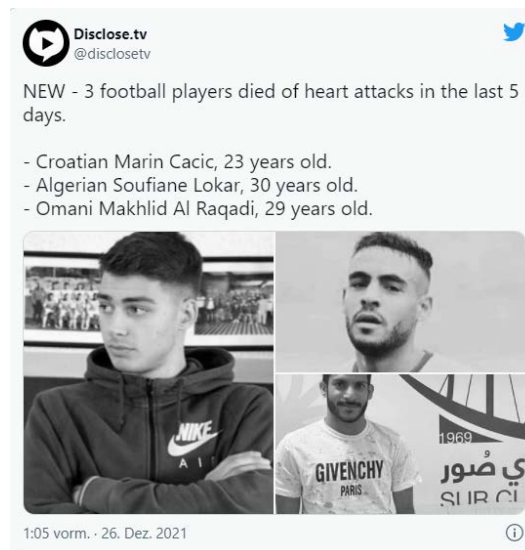 Disclose.tv
@disclosetv
NEW - 3 football players died of heart attacks in the last 5
days.
- Croatian Marin Cacic, 23 years old.
- Algerian Soufiane Lokar, 30 years old.
- Omani Makhlid Al Raqadi, 29 years old.
NIKE
AI
GIVENCHY
PARIS
1969
ي صُور
SUR CL
1:05 vorm. · 26. Dez. 2021